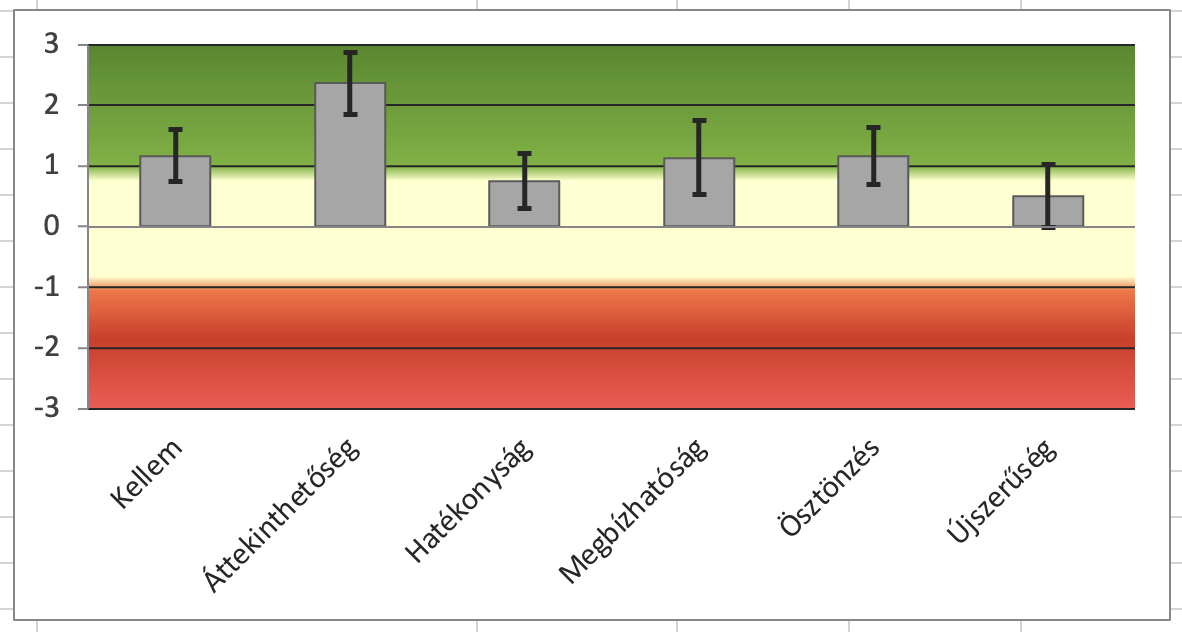 3
2
1
0
-1
-2
-3
Kellem
Áttekinthetőség
Hatékonyság
Megbízhatóság
Ösztönzés
Újszerűség